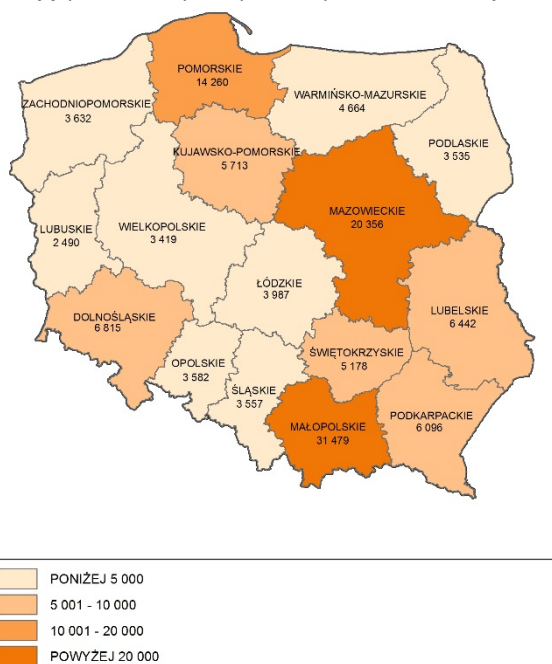 POMORSKIE
14 260
WARMIŃSKO-MAZURSKIE
4 664
ZACHODNIOPOMORSKIE
3 632
PODLASKIE
3 535
KUJAWSKO-POMORSKIE
5 713
MAZOWIECKIE
20 356
LUBUSKIE
2 490
WIELKOPOLSKIE
3 419
ŁÓDZKIE
3 987
LUBELSKIE
6 442
DOLNOŚLĄSKIE
6 815
ŚWIĘTOKRZYSKIE
5 178
OPOLSKIE
3 582
ŚLĄSKIE
3 557
PODKARPACKIE
6 096
MAŁOPOLSKIE
31 479
PONIŻEJ 5 000
5 001 - 10 000
10 001 - 20 000
POWYŻEJ 20 000